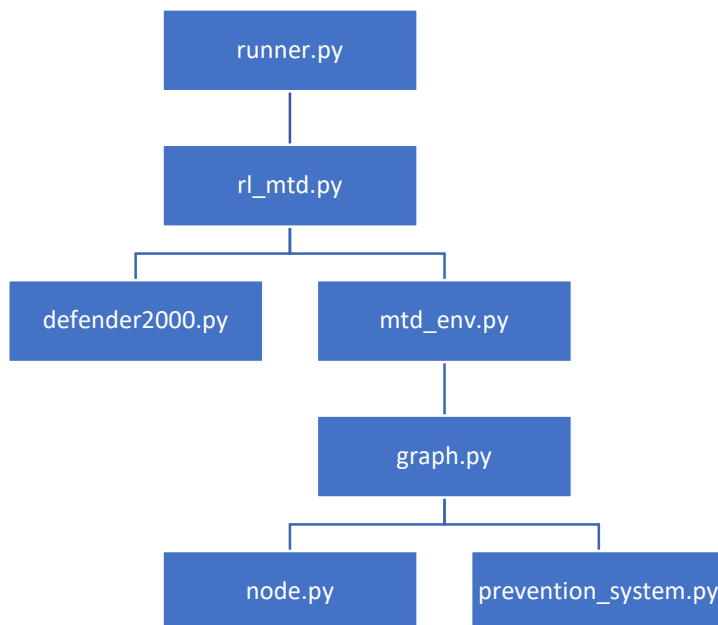 runner.py
rl_mtd.py
defender2000.py
mtd_env.py
graph.py
node.py
prevention_system.py